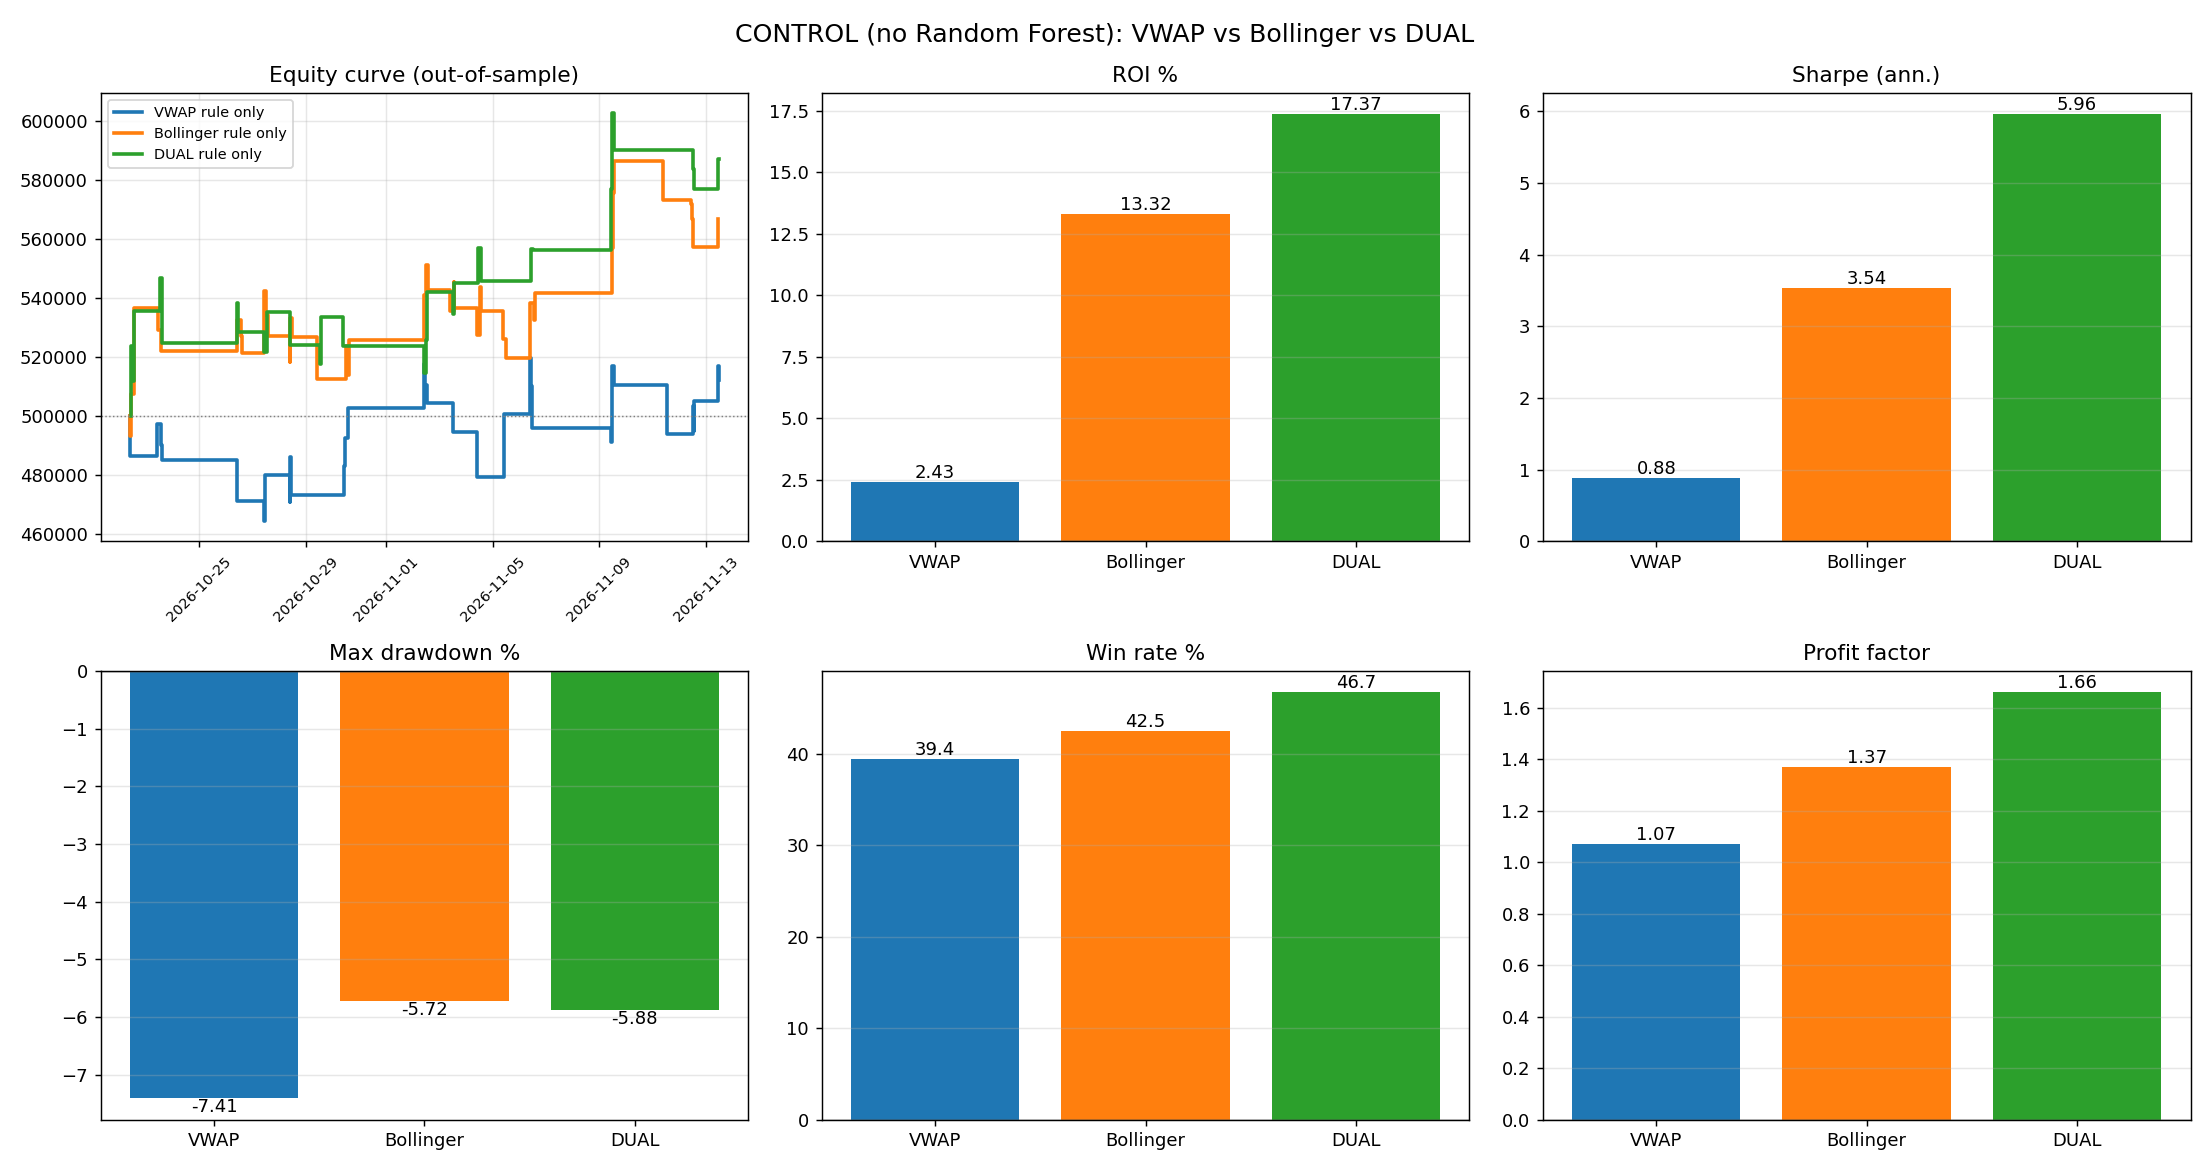 CONTROL (no Random Forest): VWAP vs Bollinger vs DUAL
Equity curve (out-of-sample)
VWAP rule only
Bollinger rule only
DUAL rule only
600000
580000
560000
540000
520000
500000
480000
460000
2026-10-25
2026-10-29
2026-11-01
2026-11-05
2026-11-09
2026-11-13
ROI %
17.5
15.0
12.5
10.0
7.5
5.0
2.5
0.0
2.43
13.32
17.37
VWAP
Bollinger
DUAL
Sharpe (ann.)
6
5
4
3
2
1
0
0.88
3.54
5.96
VWAP
Bollinger
DUAL
Max drawdown %
0
−1
−2
−3
−4
−5
−6
−7
-7.41
-5.72
-5.88
VWAP
Bollinger
DUAL
Win rate %
40
30
20
10
0
39.4
42.5
46.7
VWAP
Bollinger
DUAL
Profit factor
1.6
1.4
1.2
1.0
0.8
0.6
0.4
0.2
0.0
1.07
1.37
1.66
VWAP
Bollinger
DUAL